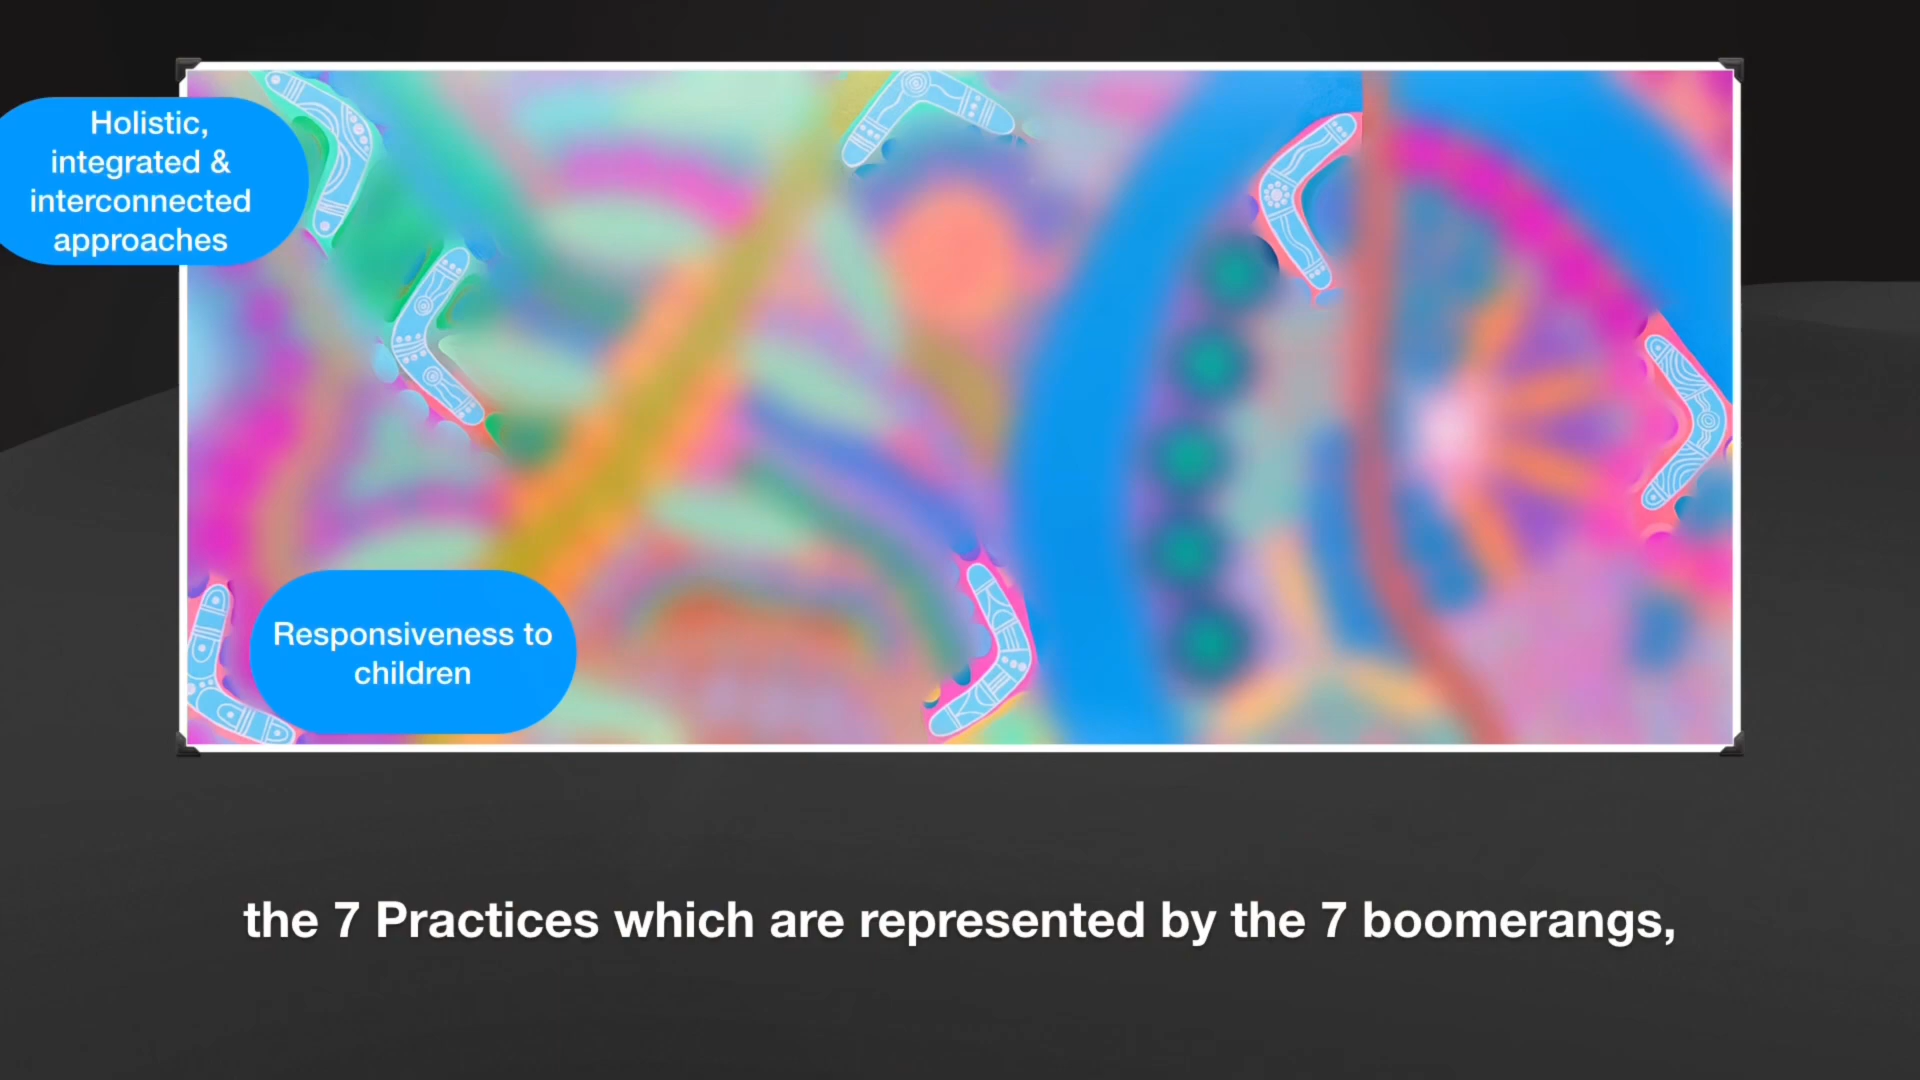 Holistic,
integrated &
interconnected
approaches
Responsiveness to
children
the 7 Practices which are represented by the 7 boomerangs,